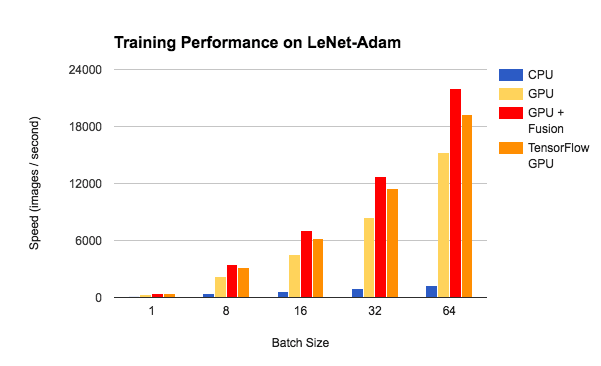 Training Performance on LeNet-Adam
24000
18000
12000
6000
0
Speed (images / second)
1
8
16
32
64
Batch Size
CPU
GPU
GPU +
Fusion
TensorFlow
GPU